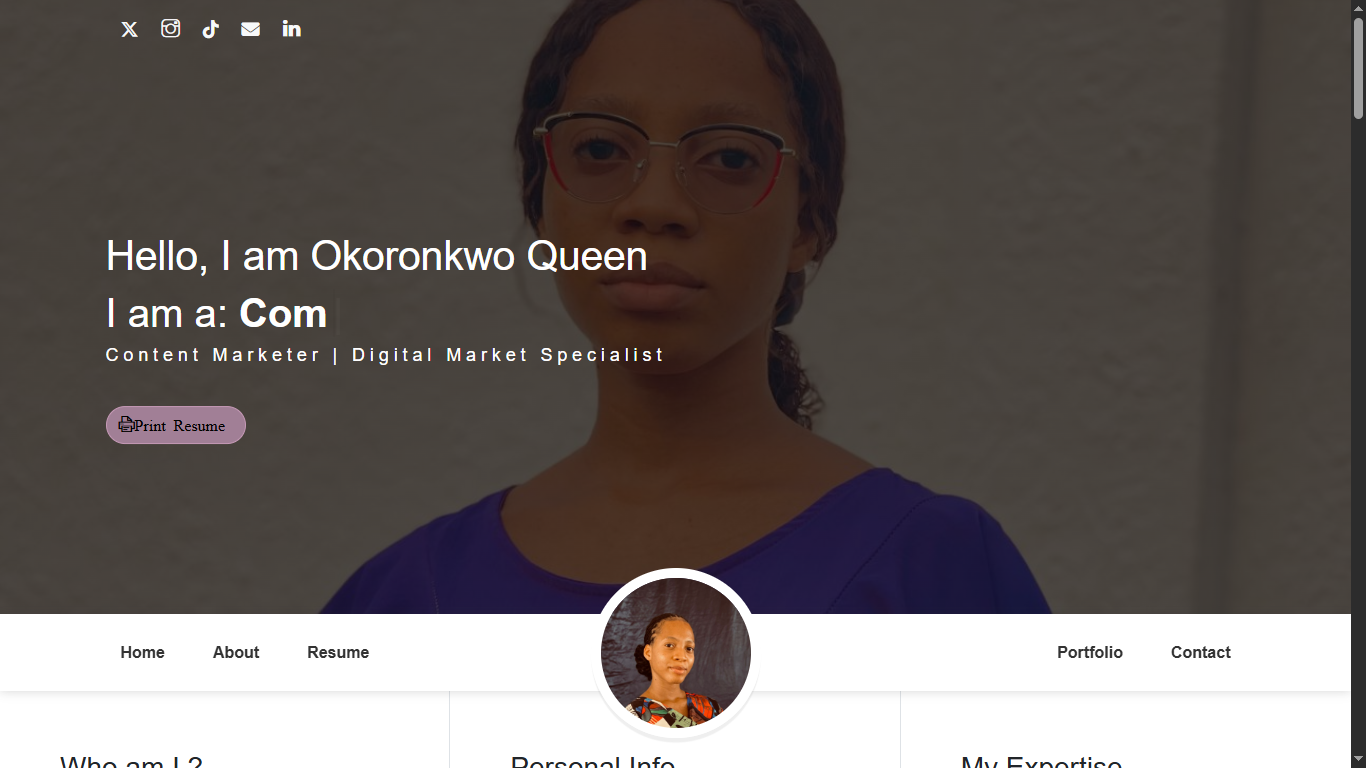 Hello, I am Okoronkwo Queen
I am a: Com
Content Marketer | Digital Market Specialist
Print Resume
Home About Resume Portfolio Contact
Who am I ? Personal Info My Expertise